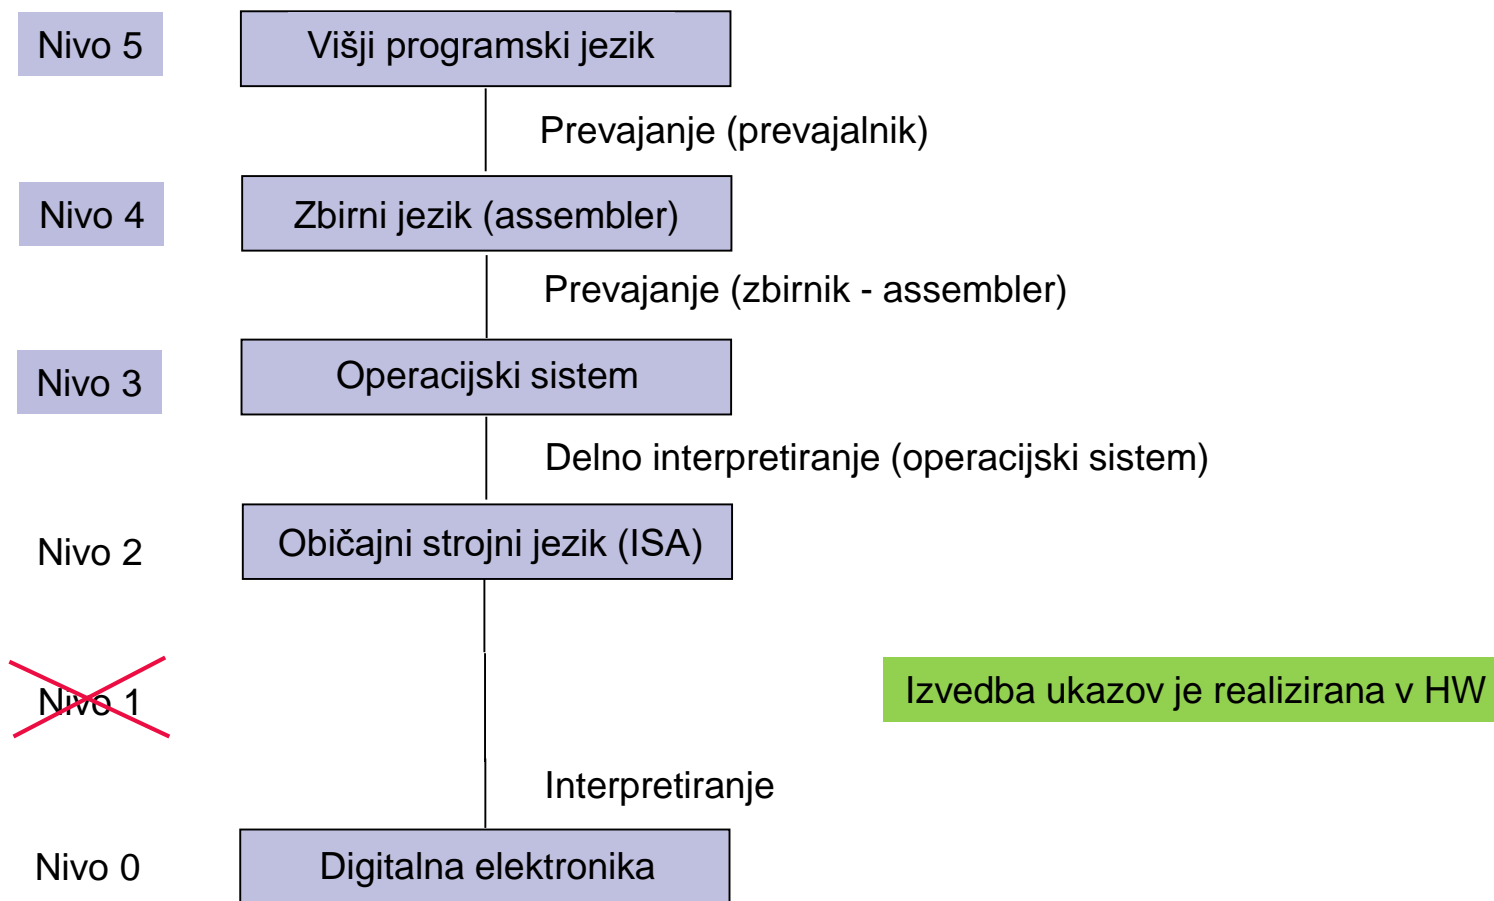 Nivo 5
Višji programski jezik
Prevajanje (prevajalnik)
Nivo 4
Zbirni jezik (assembler)
Prevajanje (zbirnik - assembler)
Nivo 3
Operacijski sistem
Delno interpretiranje (operacijski sistem)
Nivo 2
Običajni strojni jezik (ISA)
Nivo 1
Izvedba ukazov je realizirana v HW
Interpretiranje
Nivo 0
Digitalna elektronika